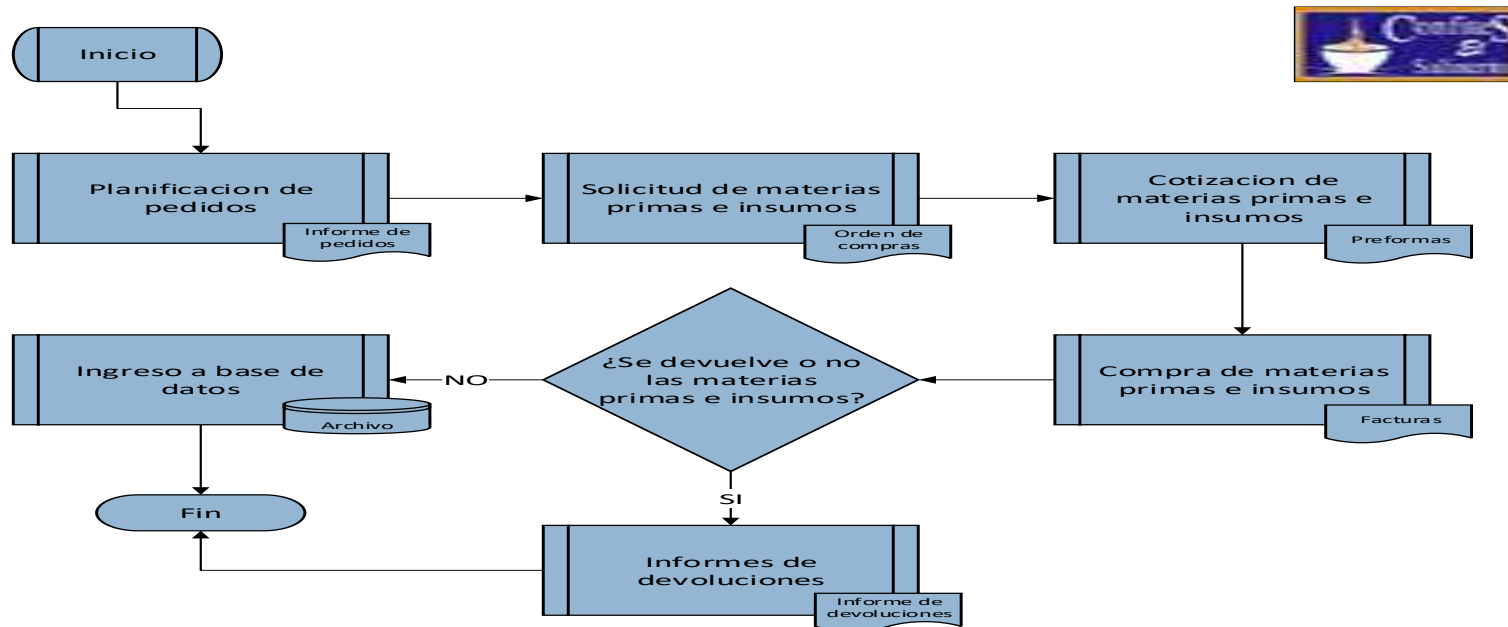 Inicio
Planificacion de
pedidos
Informe de
pedidos
Solicitud de materias
primas e insumos
Orden de
compras
Cotizacion de
materias primas e
insumos
Preformas
Compra de materias
primas e insumos
Facturas
¿Se devuelve o no
las materias
primas e insumos?
NO
Ingreso a base de
datos
Archivo
SI
Fin
Informes de
devoluciones
Informe de
devoluciones